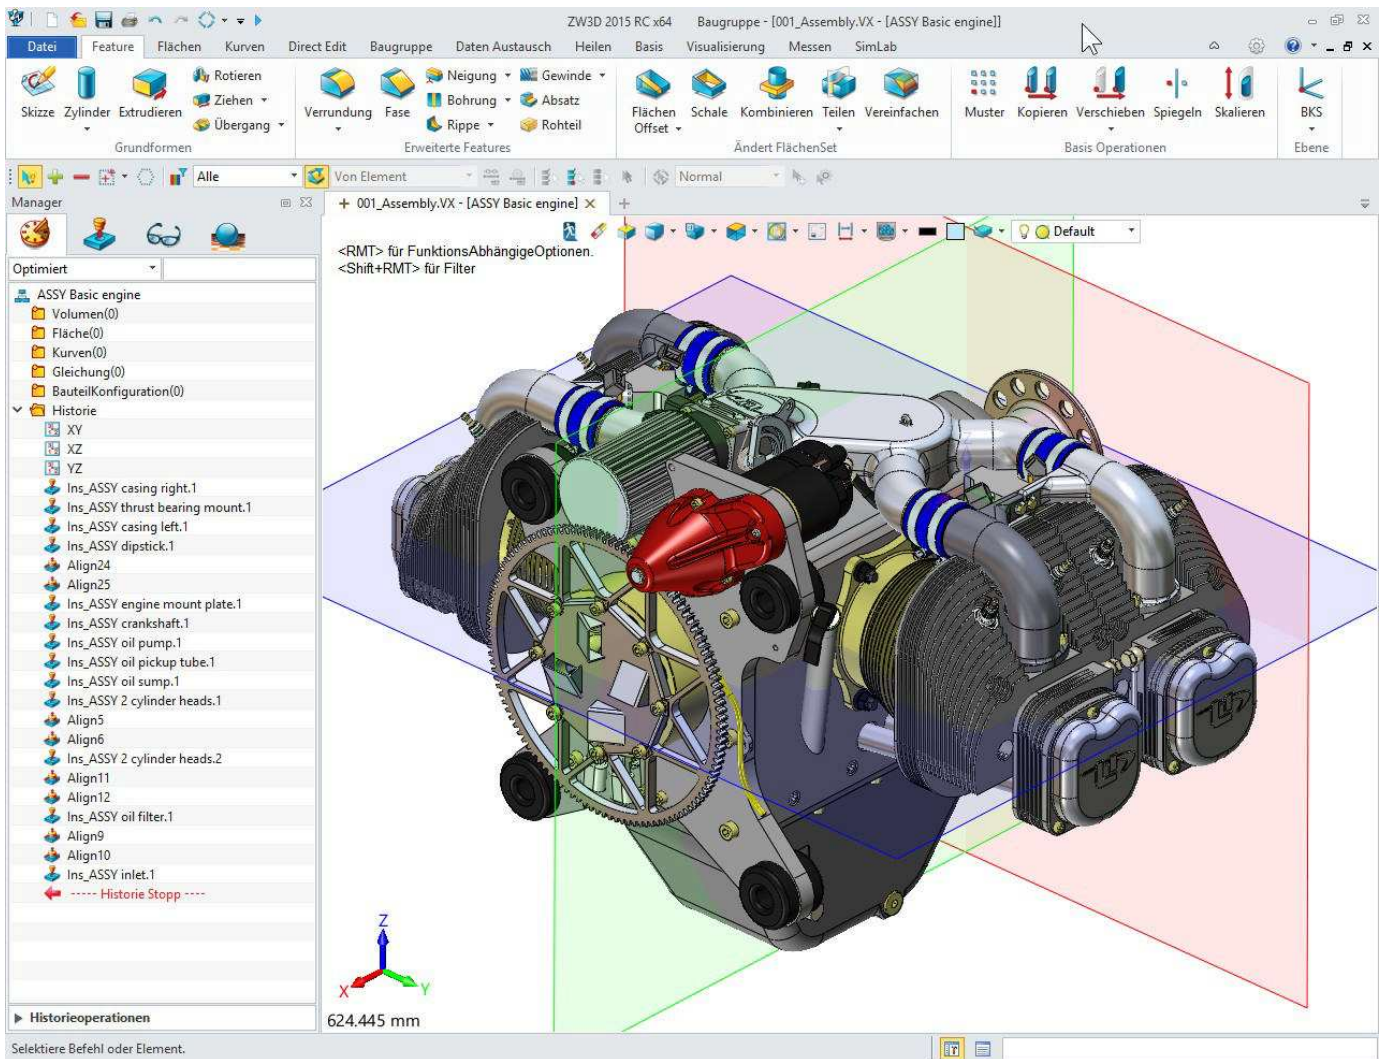 ZW3D 2015 RC x64 Baugruppe - [001_Assembly.VX - [ASSY Basic engine]]
Datei Feature Flächen Kurven Direct Edit Baugruppe Daten Austausch Heilen Basis Visualisierung Messen SimLab
Skizze Zylinder Extrudieren Rotieren Ziehen Übergang
Grundformen
Verrundung Fase Neigung Bohrung Rippe Gewinde Absatz Rohteil
Erweiterte Features
Flächen Offset Schale Kombinieren Teilen Vereinfachen
Ändert FlächenSet
Muster Kopieren Verschieben Spiegeln Skalieren
Basis Operationen
BKS
Ebene
Alle Von Element Normal
Manager
001_Assembly.VX - [ASSY Basic engine]
Default
<RMT> für FunktionsAbhängigeOptionen.
<Shift+RMT> für Filter
Optimiert
ASSY Basic engine
Volumen(0)
Fläche(0)
Kurven(0)
Gleichung(0)
BauteilKonfiguration(0)
Historie
XY
XZ
YZ
Ins_ASSY casing right.1
Ins_ASSY thrust bearing mount.1
Ins_ASSY casing left.1
Ins_ASSY dipstick.1
Align24
Align25
Ins_ASSY engine mount plate.1
Ins_ASSY crankshaft.1
Ins_ASSY oil pump.1
Ins_ASSY oil pickup tube.1
Ins_ASSY oil sump.1
Ins_ASSY 2 cylinder heads.1
Align5
Align6
Ins_ASSY 2 cylinder heads.2
Align11
Align12
Ins_ASSY oil filter.1
Align9
Align10
Ins_ASSY inlet.1
----- Historie Stopp ----
Z
X
Y
624.445 mm
Historieoperationen
Selektiere Befehl oder Element.